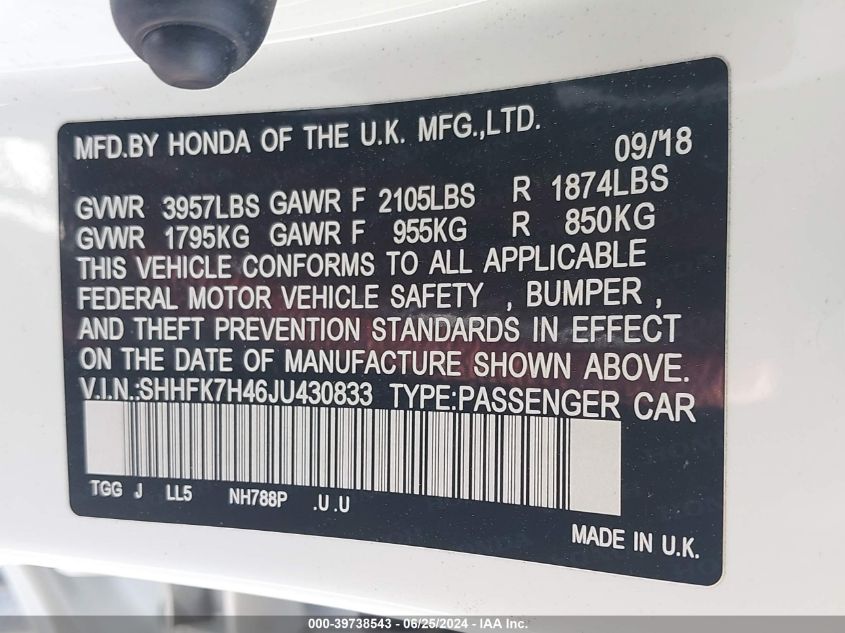 MFD.BY HONDA OF THE U.K. MFG.,LTD.
09/18
GVWR 3957LBS GAWR F 2105LBS R 1874LBS
GVWR 1795KG GAWR F 955KG R 850KG
THIS VEHICLE CONFORMS TO ALL APPLICABLE
FEDERAL MOTOR VEHICLE SAFETY , BUMPER ,
AND THEFT PREVENTION STANDARDS IN EFFECT
ON THE DATE OF MANUFACTURE SHOWN ABOVE.
V.I.N.:SHHFK7H46JU430833 TYPE:PASSENGER CAR
TGG J LL5 NH788P .U .U
MADE IN U.K.
000-39738543 - 06/25/2024 - IAA Inc.